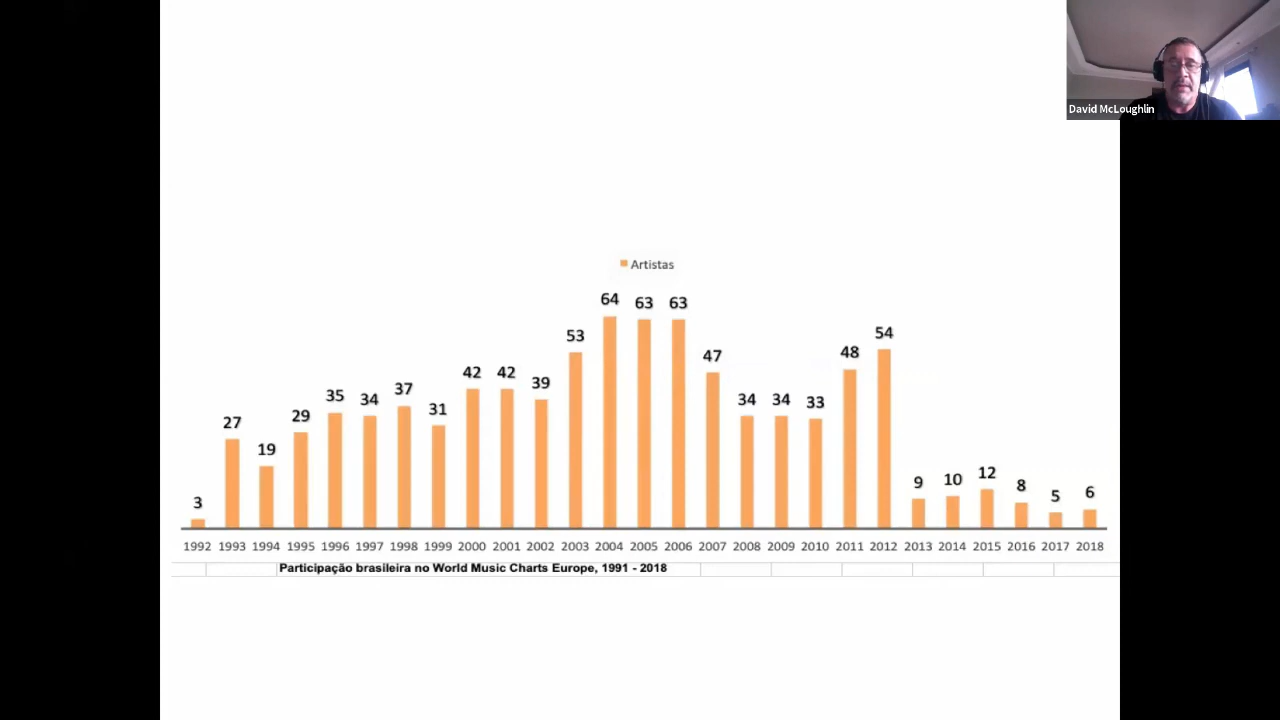 David McLoughlin
Artistas
3 27 19 29 35 34 37 31 42 42 39 53 64 63 63 47 34 34 33 48 54 9 10 12 8 5 6
1992 1993 1994 1995 1996 1997 1998 1999 2000 2001 2002 2003 2004 2005 2006 2007 2008 2009 2010 2011 2012 2013 2014 2015 2016 2017 2018
Participação brasileira no World Music Charts Europe, 1991 - 2018